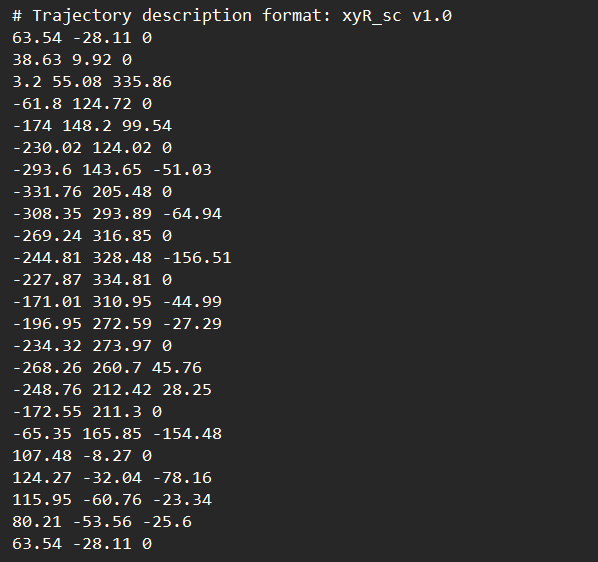 # Trajectory description format: xyR_sc v1.0
63.54 -28.11 0
38.63 9.92 0
3.2 55.08 335.86
-61.8 124.72 0
-174 148.2 99.54
-230.02 124.02 0
-293.6 143.65 -51.03
-331.76 205.48 0
-308.35 293.89 -64.94
-269.24 316.85 0
-244.81 328.48 -156.51
-227.87 334.81 0
-171.01 310.95 -44.99
-196.95 272.59 -27.29
-234.32 273.97 0
-268.26 260.7 45.76
-248.76 212.42 28.25
-172.55 211.3 0
-65.35 165.85 -154.48
107.48 -8.27 0
124.27 -32.04 -78.16
115.95 -60.76 -23.34
80.21 -53.56 -25.6
63.54 -28.11 0